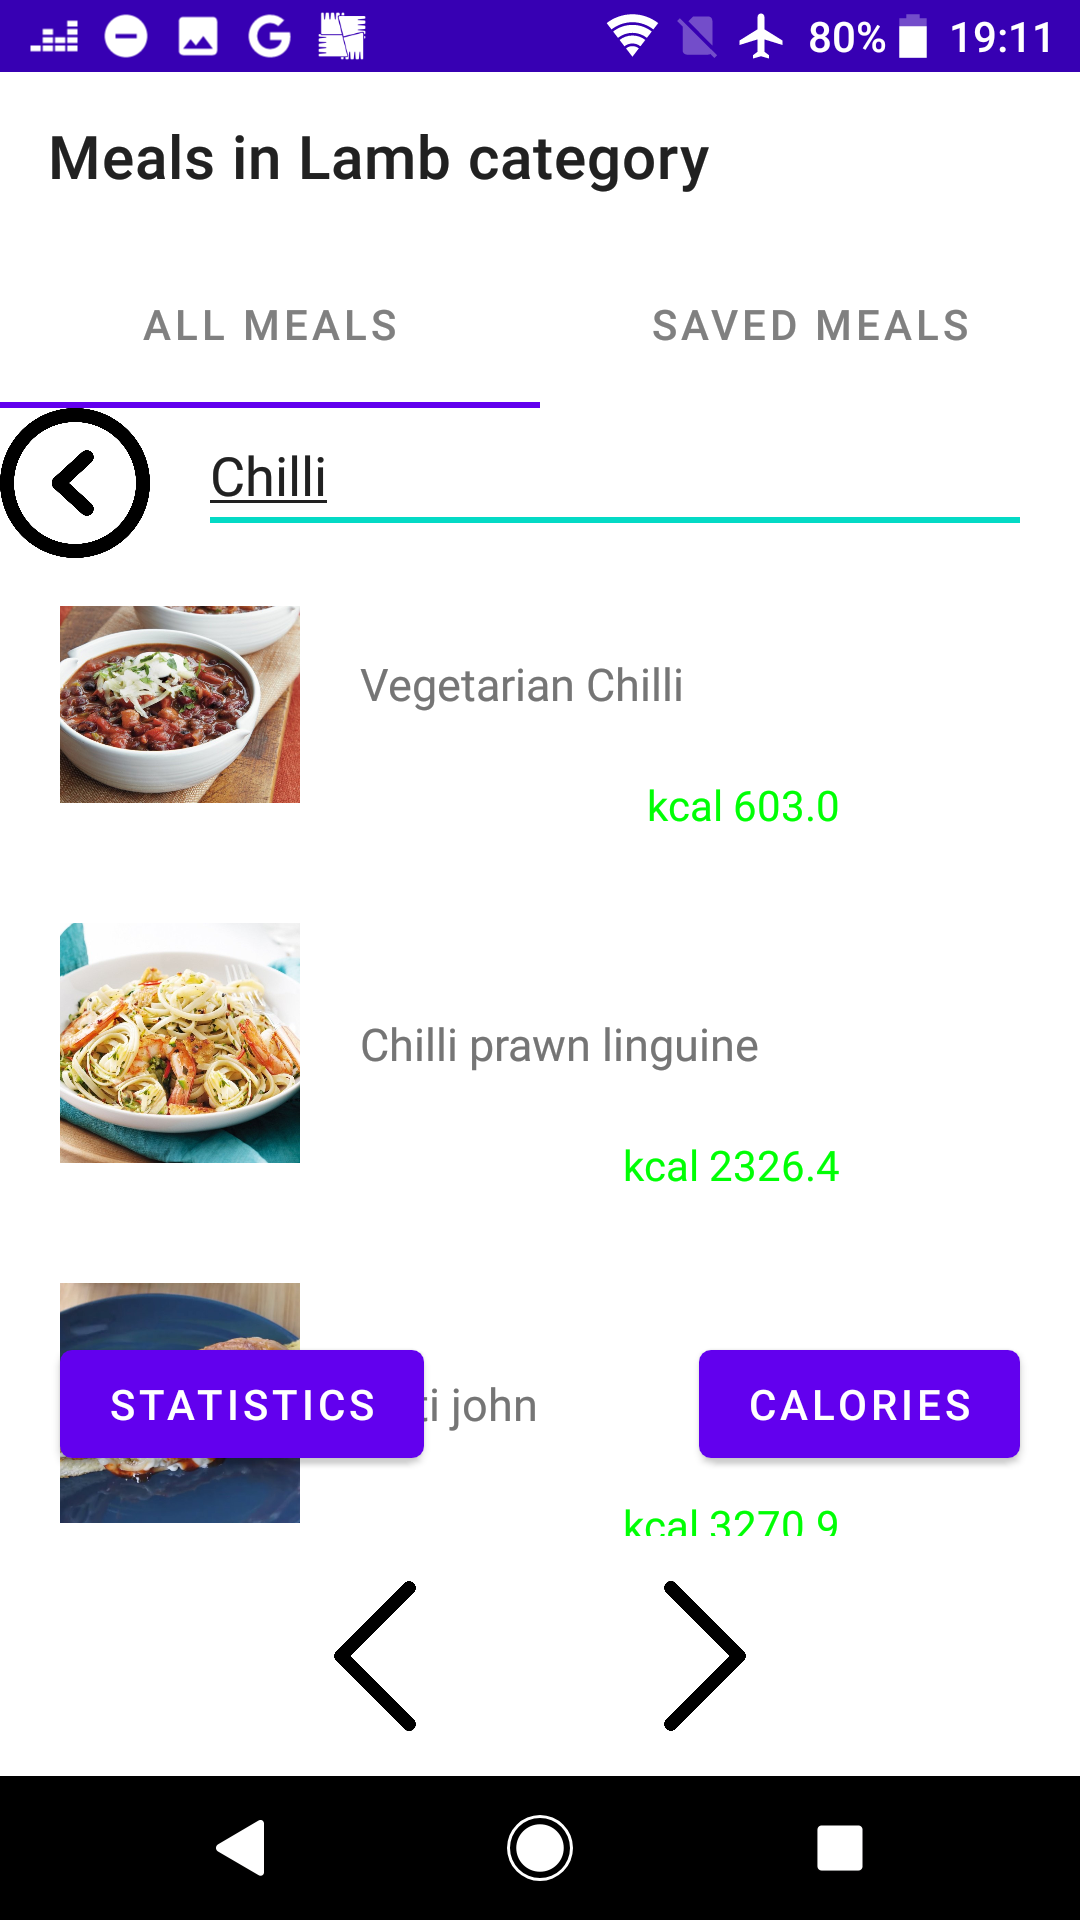 80% 19:11
Meals in Lamb category
ALL MEALS SAVED MEALS
Chilli
Vegetarian Chilli
kcal 603.0
Chilli prawn linguine
kcal 2326.4
STATISTICS john CALORIES
kcal 3270.9